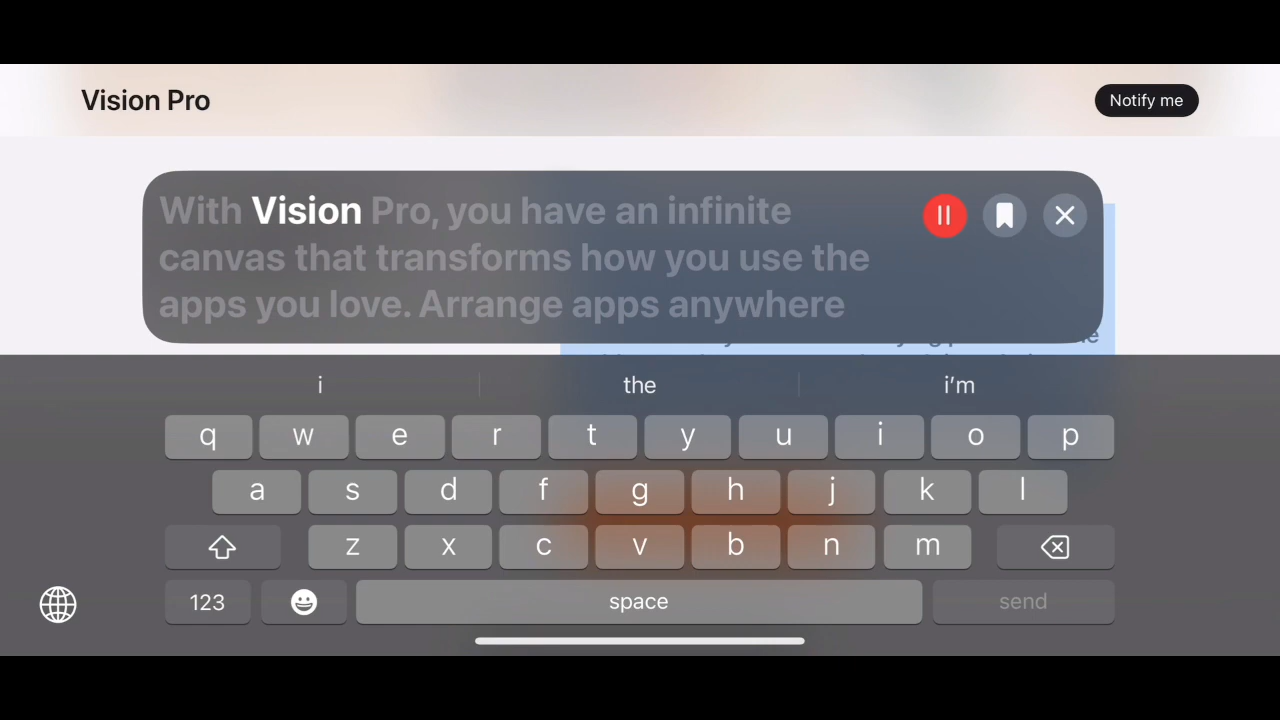 Vision Pro
Notify me
With Vision Pro, you have an infinite
canvas that transforms how you use the
apps you love. Arrange apps anywhere
i the i'm
q w e r t y u i o p
a s d f g h j k l
z x c v b n m
123 space send